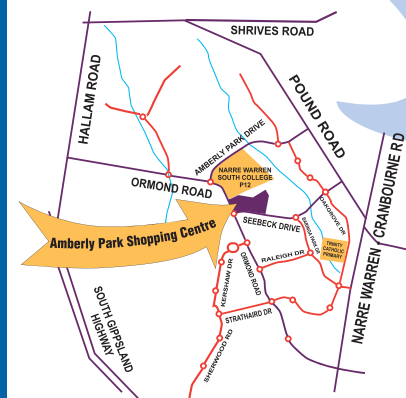 SHRIVES ROAD
HALLAM ROAD
POUND ROAD
AMBERLY PARK DRIVE
NARRE WARREN
SOUTH COLLEGE
P12
ORMOND ROAD
OAKGROVE DR
NARRE WARREN CRANBOURNE RD
Amberly Park Shopping Centre
SEEBECK DRIVE
TRINITY
CATHOLIC
PRIMARY
RALEIGH DR
ORMOND ROAD
KERSHAW DR
SOUTH GIPPSLAND
HIGHWAY
STRATHAIRD DR
SHERWOOD RD